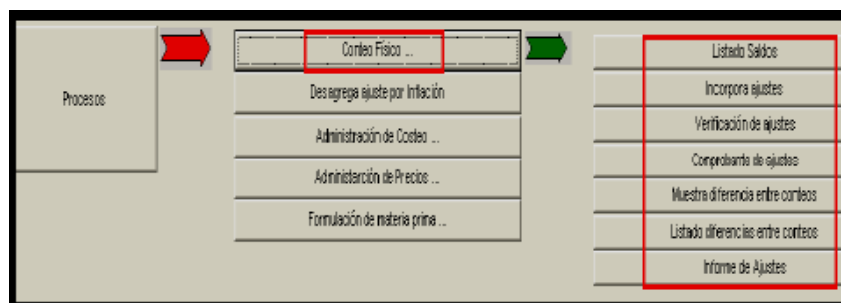 Procesos
Conteo Físico ...
Desagrega ajuste por Inflación
Administración de Costeo ...
Administarción de Precios ...
Formulación de materia prima ...
Listado Saldos
Incorpora ajustes
Verificación de ajustes
Comprobante de ajustes
Muestra diferencia entre conteos
Listado diferencias entre conteos
Informe de Ajustes